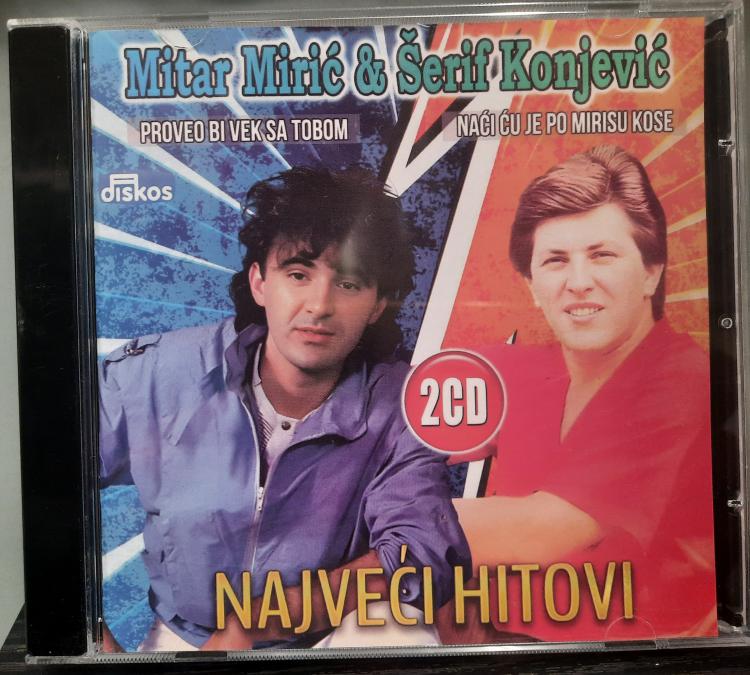 Mitar Mirić & Šerif Konjević
PROVEO BI VEK SA TOBOM
NAĆI ĆU JE PO MIRISU KOSE
diskos
2CD
NAJVEĆI HITOVI